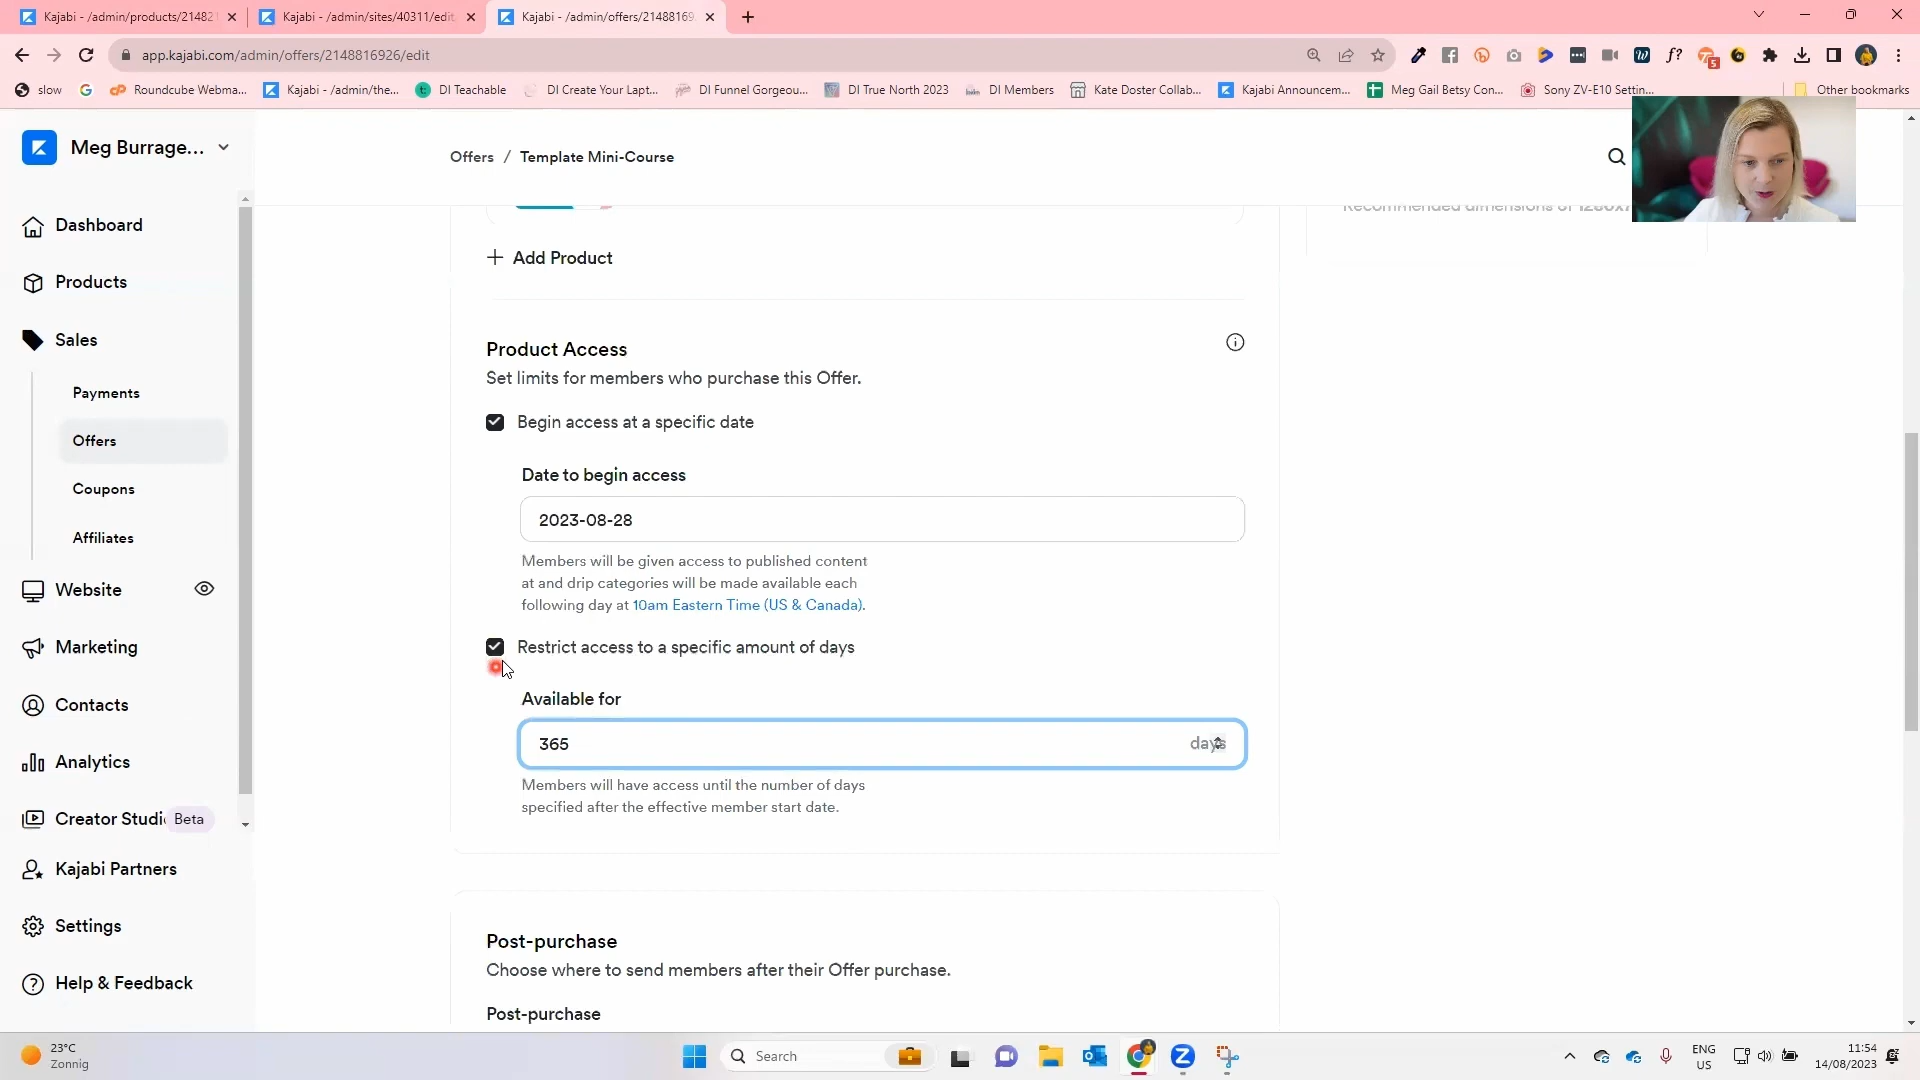 Kajabi - /admin/products/21482
Kajabi - /admin/sites/40311/edit
Kajabi - /admin/offers/21488169
app.kajabi.com/admin/offers/2148816926/edit
5
slow
Roundcube Webma...
Kajabi - /admin/the...
DI Teachable
DI Create Your Lapt...
DI Funnel Gorgeou...
DI True North 2023
DI Members
Kate Doster Collab...
Kajabi Announcem...
Meg Gail Betsy Con...
Sony ZV-E10 Settin...
Other bookmarks
Meg Burrage...
Offers / Template Mini-Course
Dashboard
Products
Sales
Payments
Offers
Coupons
Affiliates
Website
Marketing
Contacts
Analytics
Creator Studi
Beta
Kajabi Partners
Settings
Help & Feedback
Recommended dimensions of
Add Product
Product Access
Set limits for members who purchase this Offer.
Begin access at a specific date
Date to begin access
2023-08-28
Members will be given access to published content
at and drip categories will be made available each
following day at 10am Eastern Time (US & Canada).
Restrict access to a specific amount of days
Available for
365
days
Members will have access until the number of days
specified after the effective member start date.
Post-purchase
Choose where to send members after their Offer purchase.
Post-purchase
23°C
Zonnig
Search
ENG
US
11:54
14/08/2023